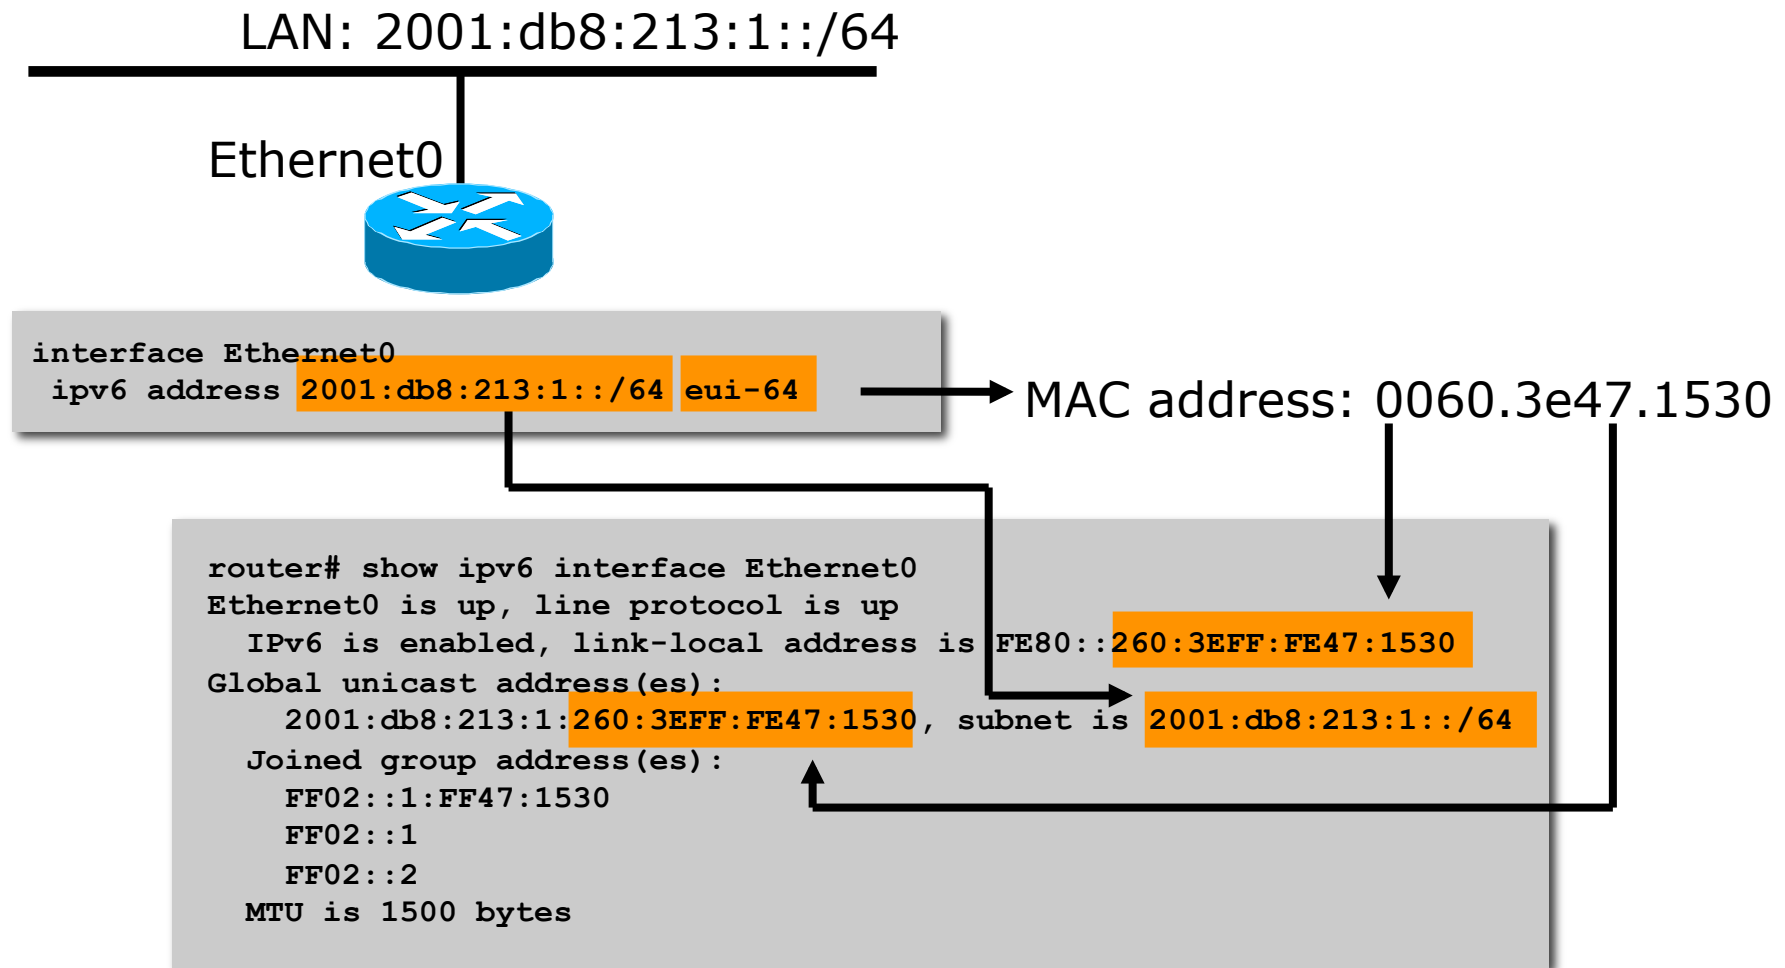 LAN: 2001:db8:213:1::/64
Ethernet0
interface Ethernet0
ipv6 address 2001:db8:213:1::/64 eui-64
MAC address: 0060.3e47.1530
router# show ipv6 interface Ethernet0
Ethernet0 is up, line protocol is up
IPv6 is enabled, link-local address is FE80::260:3EFF:FE47:1530
Global unicast address(es):
2001:db8:213:1:260:3EFF:FE47:1530, subnet is 2001:db8:213:1::/64
Joined group address(es):
FF02::1:FF47:1530
FF02::1
FF02::2
MTU is 1500 bytes